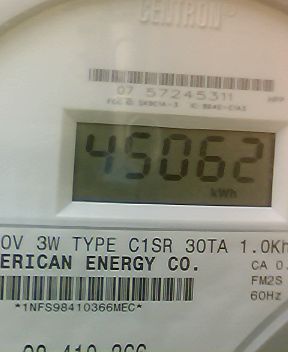 CELLTRON
07 57245311
45062
kWh
0V 3W TYPE C1SR 30TA 1.0Kh
ERICAN ENERGY CO.
CA 0.
FM2S
60Hz
*1NFS98410366MEC*